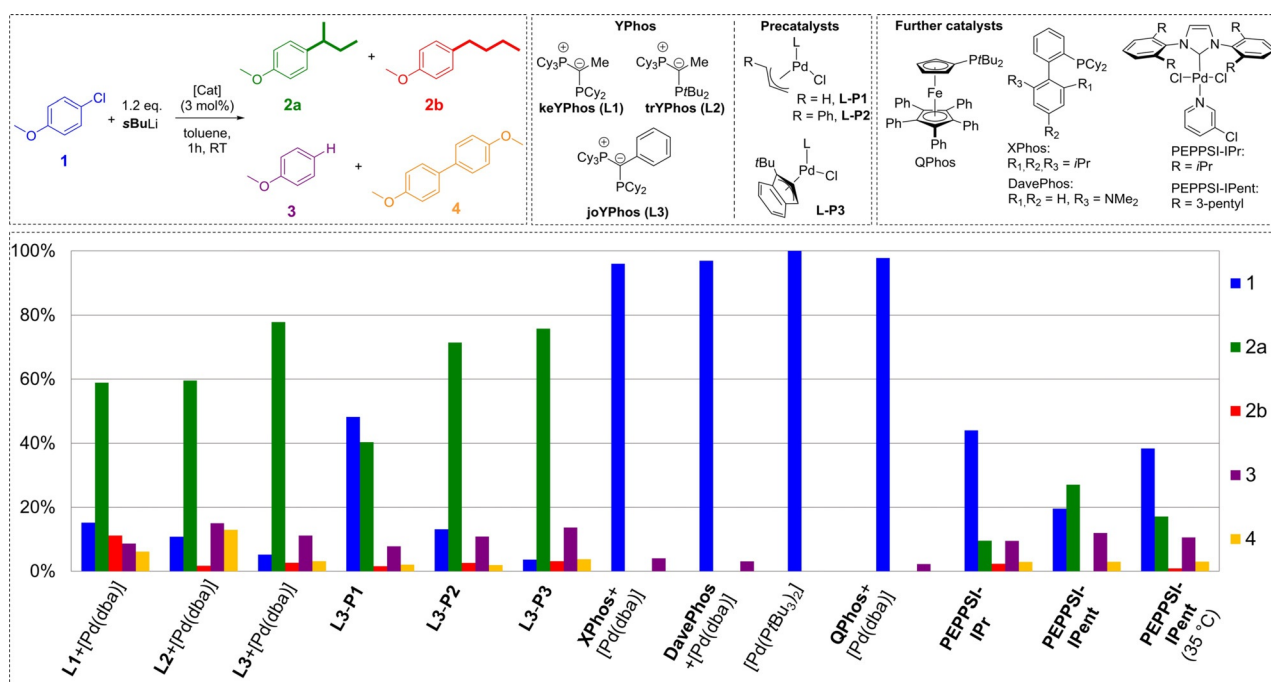 Cl
O
1
+
1.2 eq.
sBuLi
[Cat]
(3 mol%)
toluene,
1h, RT
O
2a
+
O
2b
H
O
3
+
O
O
4
YPhos
⊕
Cy3P
⊖
Me
PCy2
keYPhos (L1)
⊕
Cy3P
⊖
Me
PtBu2
trYPhos (L2)
⊕
Cy3P
⊖
PCy2
joYPhos (L3)
Precatalysts
L
R
Pd
Cl
R = H, L-P1
R = Ph, L-P2
L
tBu
Pd
Cl
L-P3
Further catalysts
PtBu2
Fe
Ph
Ph
Ph
Ph
Ph
QPhos
PCy2
R3
R1
R2
XPhos:
R1,R2,R3 = iPr
DavePhos:
R1,R2 = H, R3 = NMe2
R
R
N
N
R
R
Cl-Pd-Cl
N
Cl
PEPPSI-IPr:
R = iPr
PEPPSI-IPent:
R = 3-pentyl
100%
80%
60%
40%
20%
0%
L1+[Pd(dba)]
L2+[Pd(dba)]
L3+[Pd(dba)]
L3-P1
L3-P2
L3-P3
XPhos+
[Pd(dba)]
DavePhos
+[Pd(dba)]
[Pd(PtBu3)2]
QPhos+
[Pd(dba)]
PEPPSI-
IPr
PEPPSI-
IPent
PEPPSI-
IPent
(35 °C)
1
2a
2b
3
4